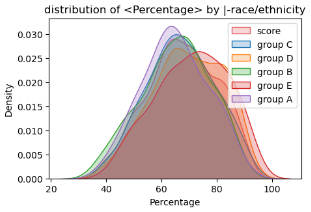 distribution of <Percentage> by |-race/ethnicity
score
group C
group D
group B
group E
group A
Density
0.030
0.025
0.020
0.015
0.010
0.005
0.000
20
40
60
80
100
Percentage